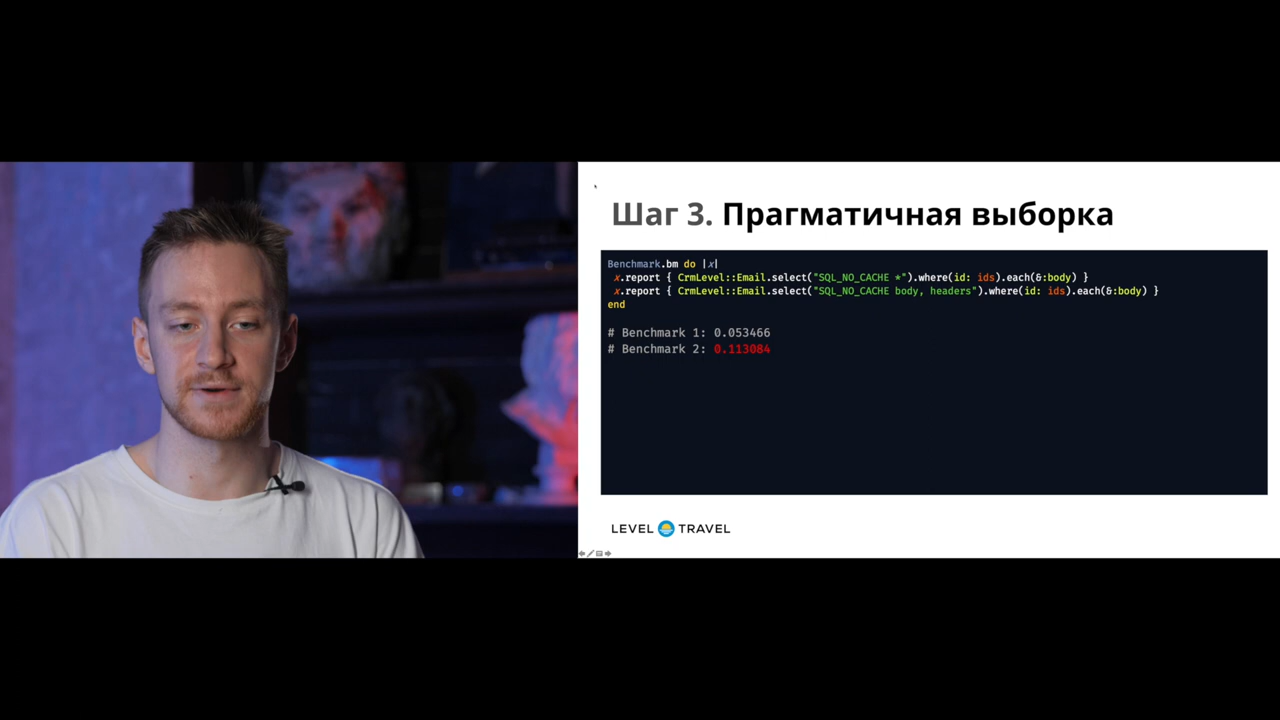 Шаг 3. Прагматичная выборка
Benchmark.bm do |x|
x.report { CrmLevel::Email.select("SQL_NO_CACHE *").where(id: ids).each(&:body) }
x.report { CrmLevel::Email.select("SQL_NO_CACHE body, headers").where(id: ids).each(&:body) }
end
# Benchmark 1: 0.053466
# Benchmark 2: 0.113084
LEVEL TRAVEL